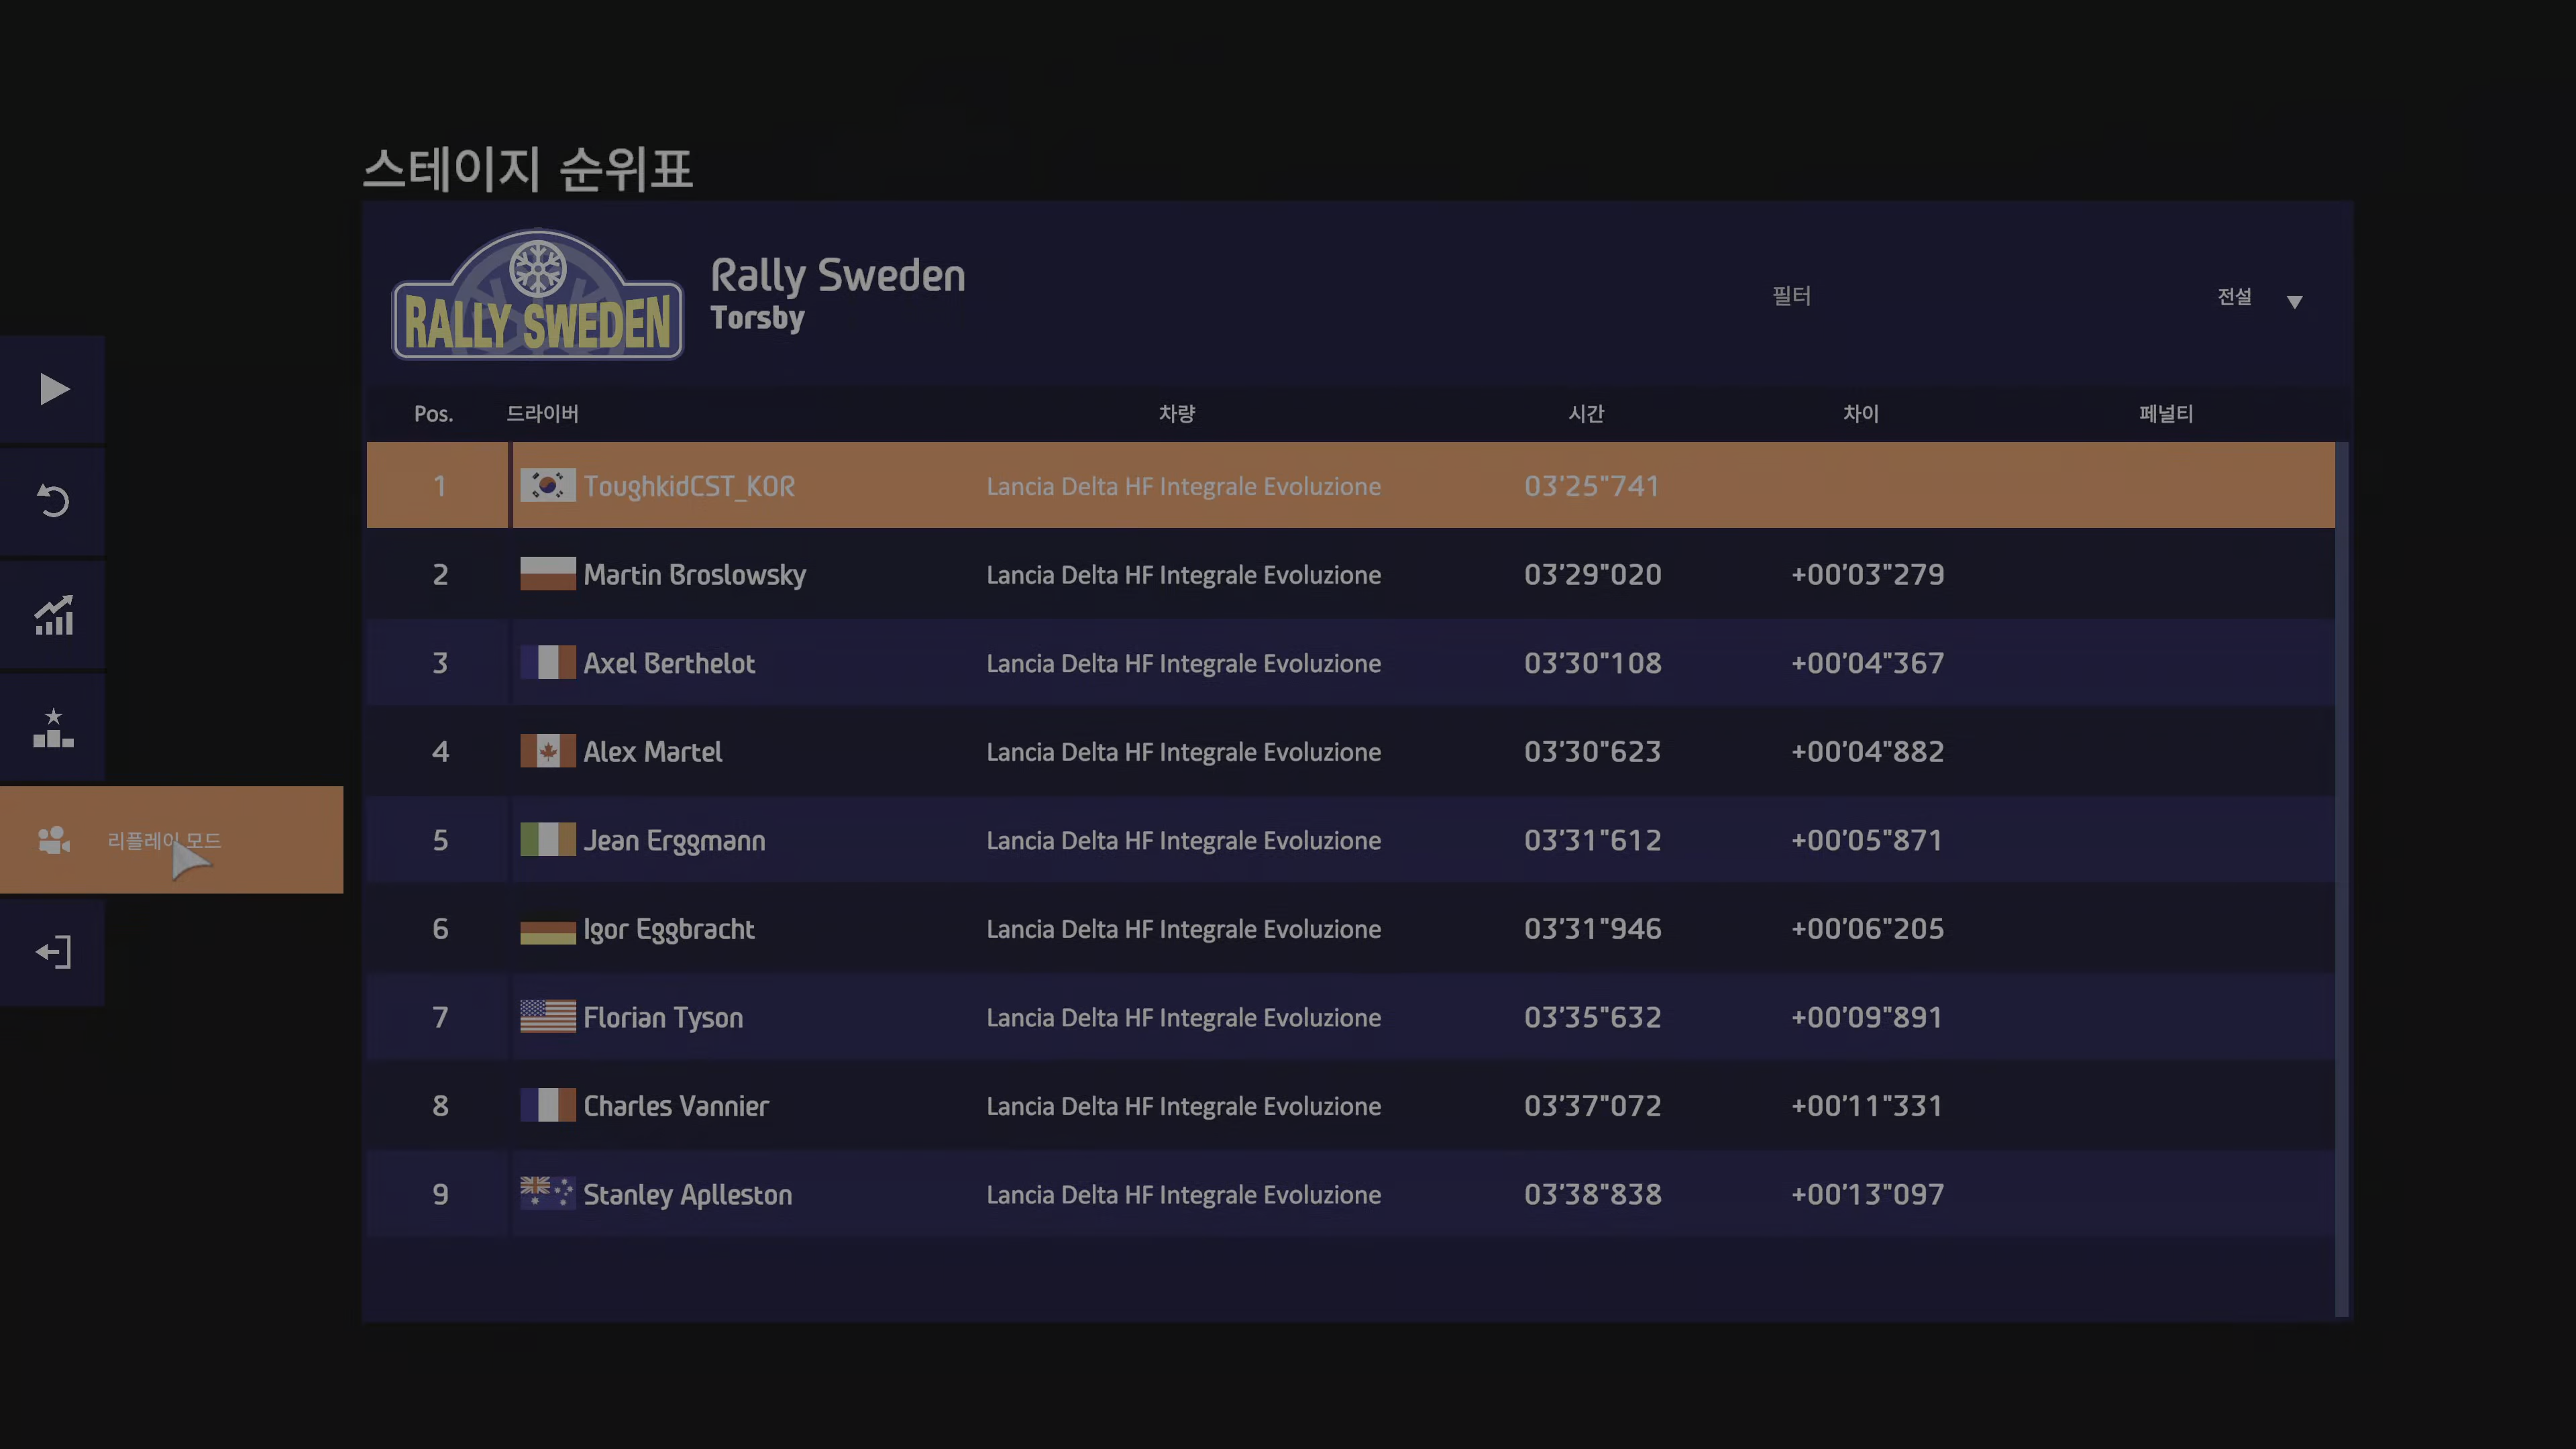 스테이지 순위표
RALLY SWEDEN
Rally Sweden
Torsby
필터 전설
Pos. 드라이버 차량 시간 차이 페널티
1 ToughkidCST_KOR Lancia Delta HF Integrale Evoluzione 03'25"741
2 Martin Broslowsky Lancia Delta HF Integrale Evoluzione 03'29"020 +00'03"279
3 Axel Berthelot Lancia Delta HF Integrale Evoluzione 03'30"108 +00'04"367
4 Alex Martel Lancia Delta HF Integrale Evoluzione 03'30"623 +00'04"882
5 Jean Erggmann Lancia Delta HF Integrale Evoluzione 03'31"612 +00'05"871
6 Igor Eggbracht Lancia Delta HF Integrale Evoluzione 03'31"946 +00'06"205
7 Florian Tyson Lancia Delta HF Integrale Evoluzione 03'35"632 +00'09"891
8 Charles Vannier Lancia Delta HF Integrale Evoluzione 03'37"072 +00'11"331
9 Stanley Aplleston Lancia Delta HF Integrale Evoluzione 03'38"838 +00'13"097
리플레이 모드